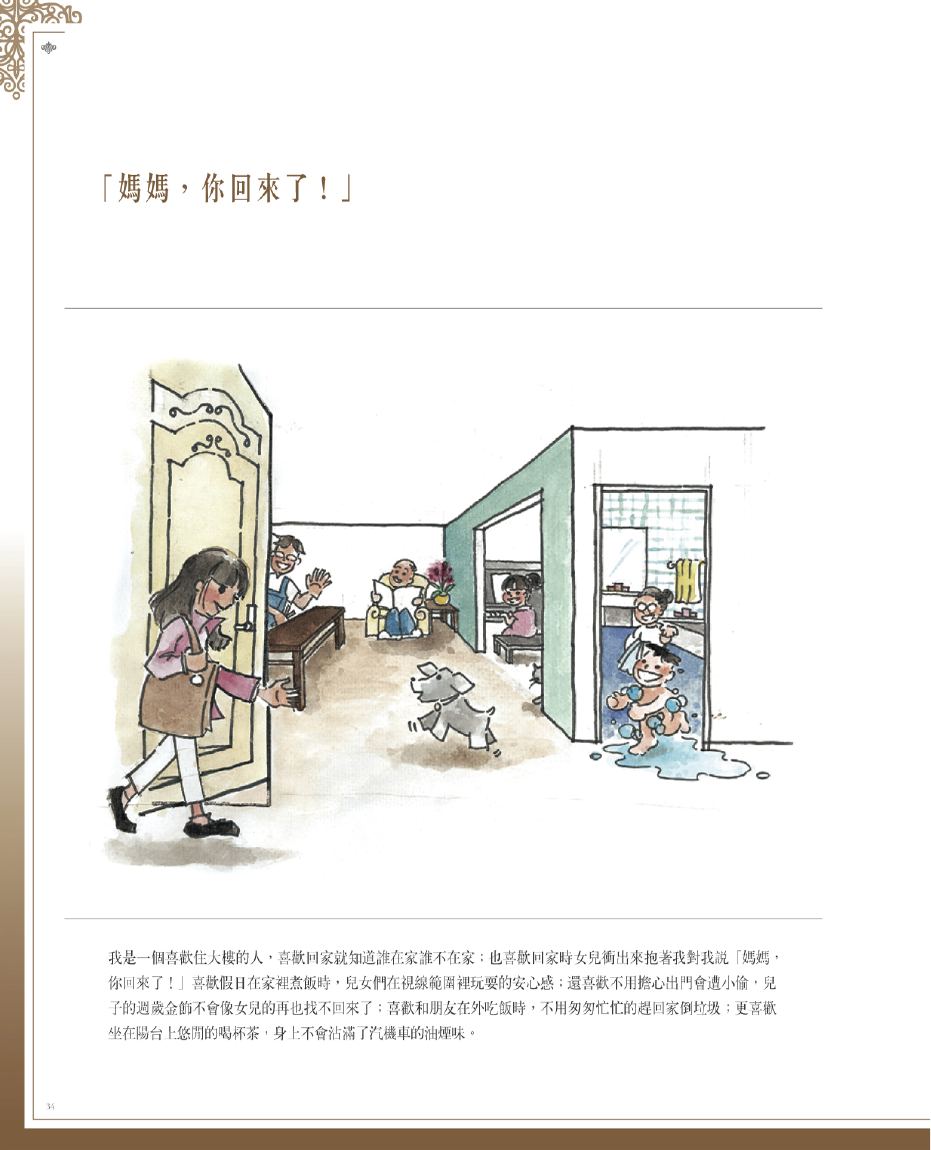 「媽媽，你回來了！」
我是一個喜歡住大樓的人，喜歡回家就知道誰在家誰不在家；也喜歡回家時女兒衝出來抱著我對我說「媽媽，
你回來了！」喜歡假日在家裡煮飯時，兒女們在視線範圍裡玩耍的安心感；還喜歡不用擔心出門會遭小偷，兒
子的週歲金飾不會像女兒的再也找不回來了；喜歡和朋友在外吃飯時，不用匆匆忙忙的趕回家倒垃圾；更喜歡
坐在陽台上悠閒的喝杯茶，身上不會沾滿了汽機車的油煙味。
34